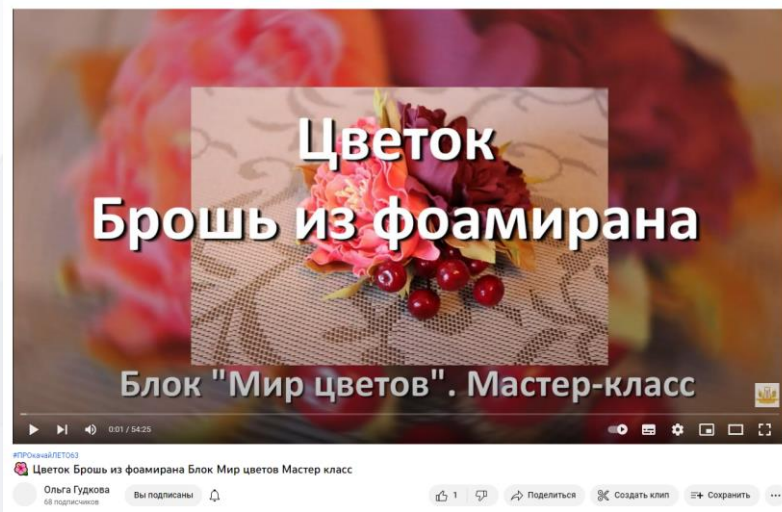 Цветок
Брошь из фоамирана
Блок "Мир цветов". Мастер-класс
0:01 / 54:25
#ПРОкачайЛЕТО63
Цветок Брошь из фоамирана Блок Мир цветов Мастер класс
Ольга Гудкова
68 подписчиков
Вы подписаны
1
Поделиться
Создать клип
Сохранить